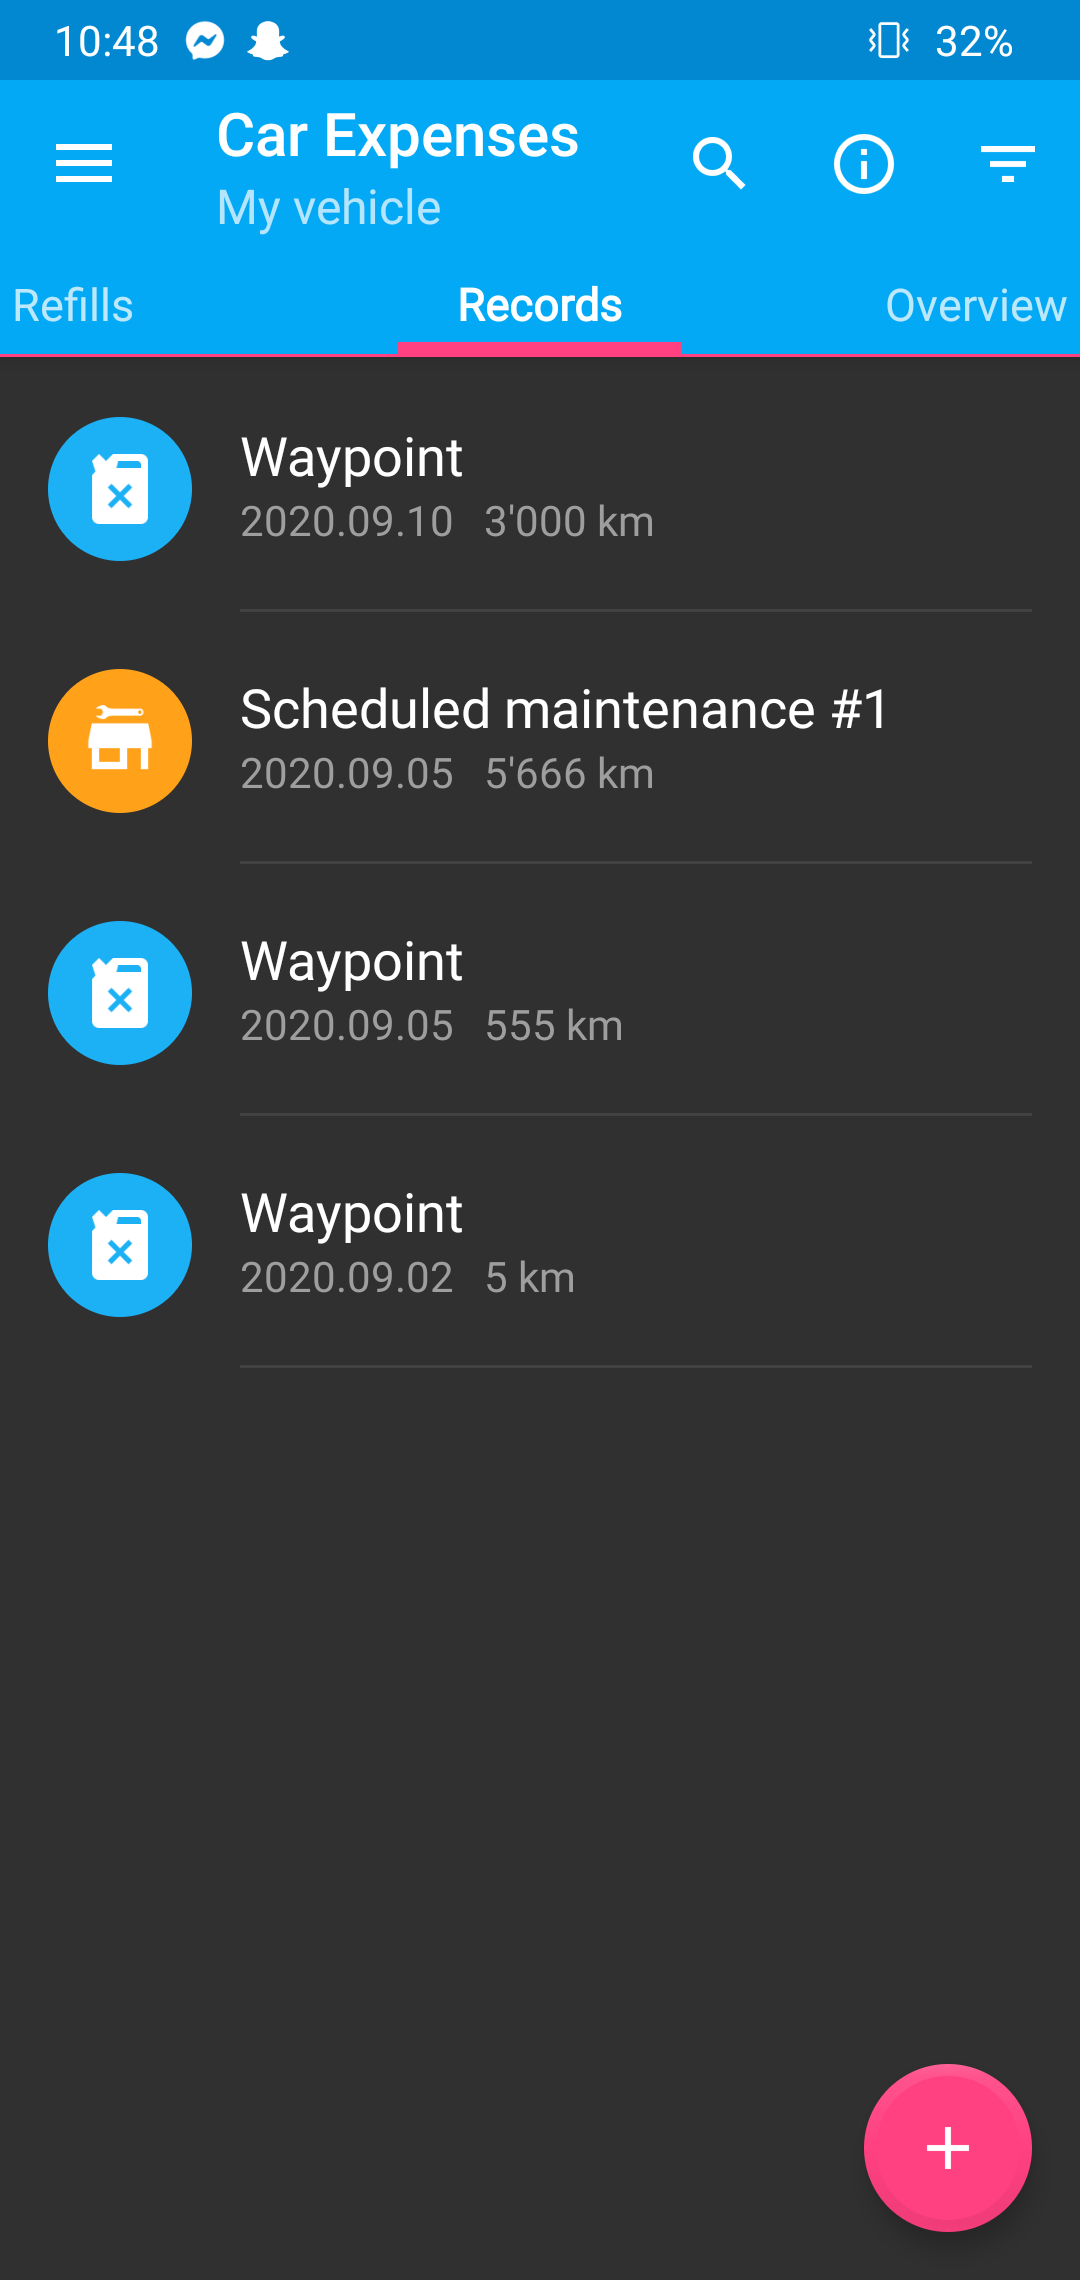 10:48 32%
Car Expenses
My vehicle
Refills Records Overview
Waypoint
2020.09.10 3'000 km
Scheduled maintenance #1
2020.09.05 5'666 km
Waypoint
2020.09.05 555 km
Waypoint
2020.09.02 5 km